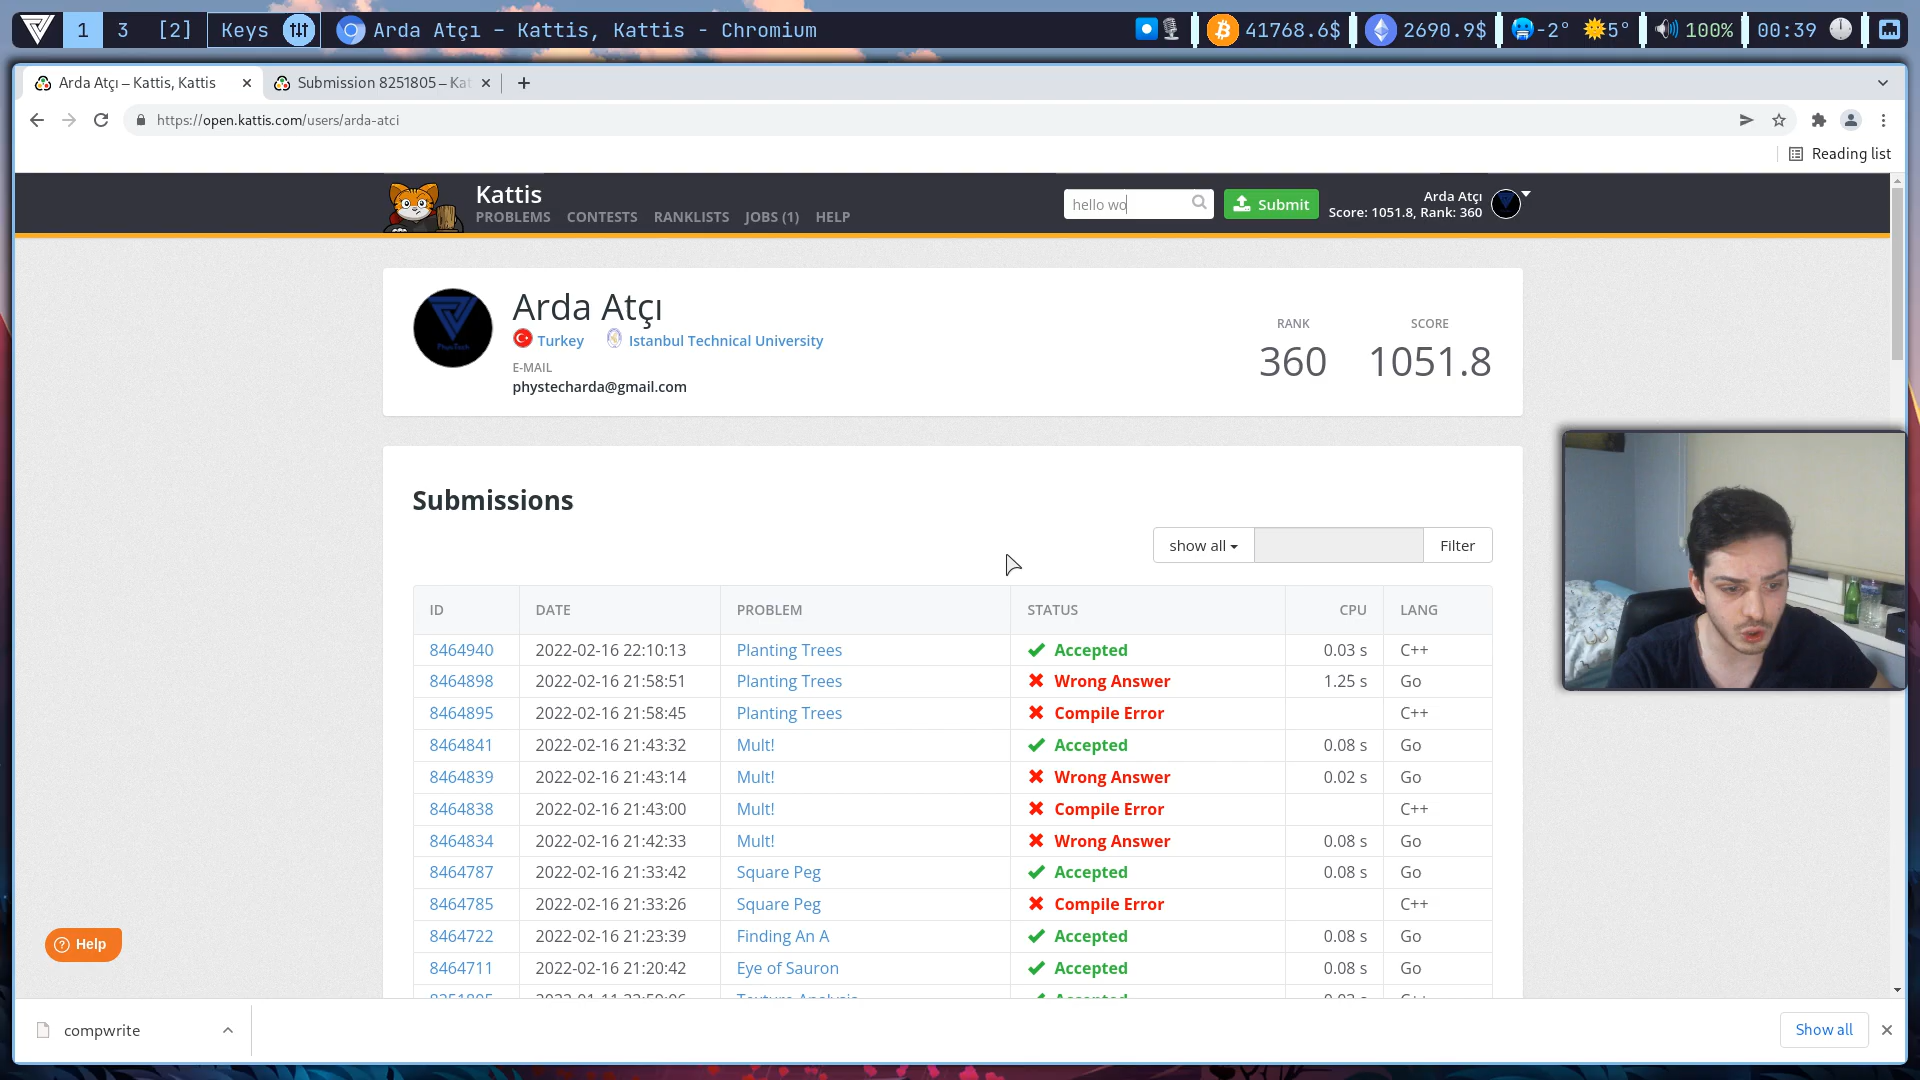 1 3 [2] Keys Arda Atçı – Kattis, Kattis - Chromium 41768.6$ 2690.9$ -2° 5° 100% 00:39
Arda Atçı – Kattis, Kattis Submission 8251805 – Kat
https://open.kattis.com/users/arda-atci
Reading list
Kattis
PROBLEMS CONTESTS RANKLISTS JOBS (1) HELP
hello wo
Submit
Arda Atçı
Score: 1051.8, Rank: 360
Arda Atçı
Turkey Istanbul Technical University
E-MAIL
phystecharda@gmail.com
RANK SCORE
360 1051.8
Submissions
show all Filter
ID DATE PROBLEM STATUS CPU LANG
8464940 2022-02-16 22:10:13 Planting Trees Accepted 0.03 s C++
8464898 2022-02-16 21:58:51 Planting Trees Wrong Answer 1.25 s Go
8464895 2022-02-16 21:58:45 Planting Trees Compile Error C++
8464841 2022-02-16 21:43:32 Mult! Accepted 0.08 s Go
8464839 2022-02-16 21:43:14 Mult! Wrong Answer 0.02 s Go
8464838 2022-02-16 21:43:00 Mult! Compile Error C++
8464834 2022-02-16 21:42:33 Mult! Wrong Answer 0.08 s Go
8464787 2022-02-16 21:33:42 Square Peg Accepted 0.08 s Go
8464785 2022-02-16 21:33:26 Square Peg Compile Error C++
8464722 2022-02-16 21:23:39 Finding An A Accepted 0.08 s Go
8464711 2022-02-16 21:20:42 Eye of Sauron Accepted 0.08 s Go
Help
compwrite
Show all